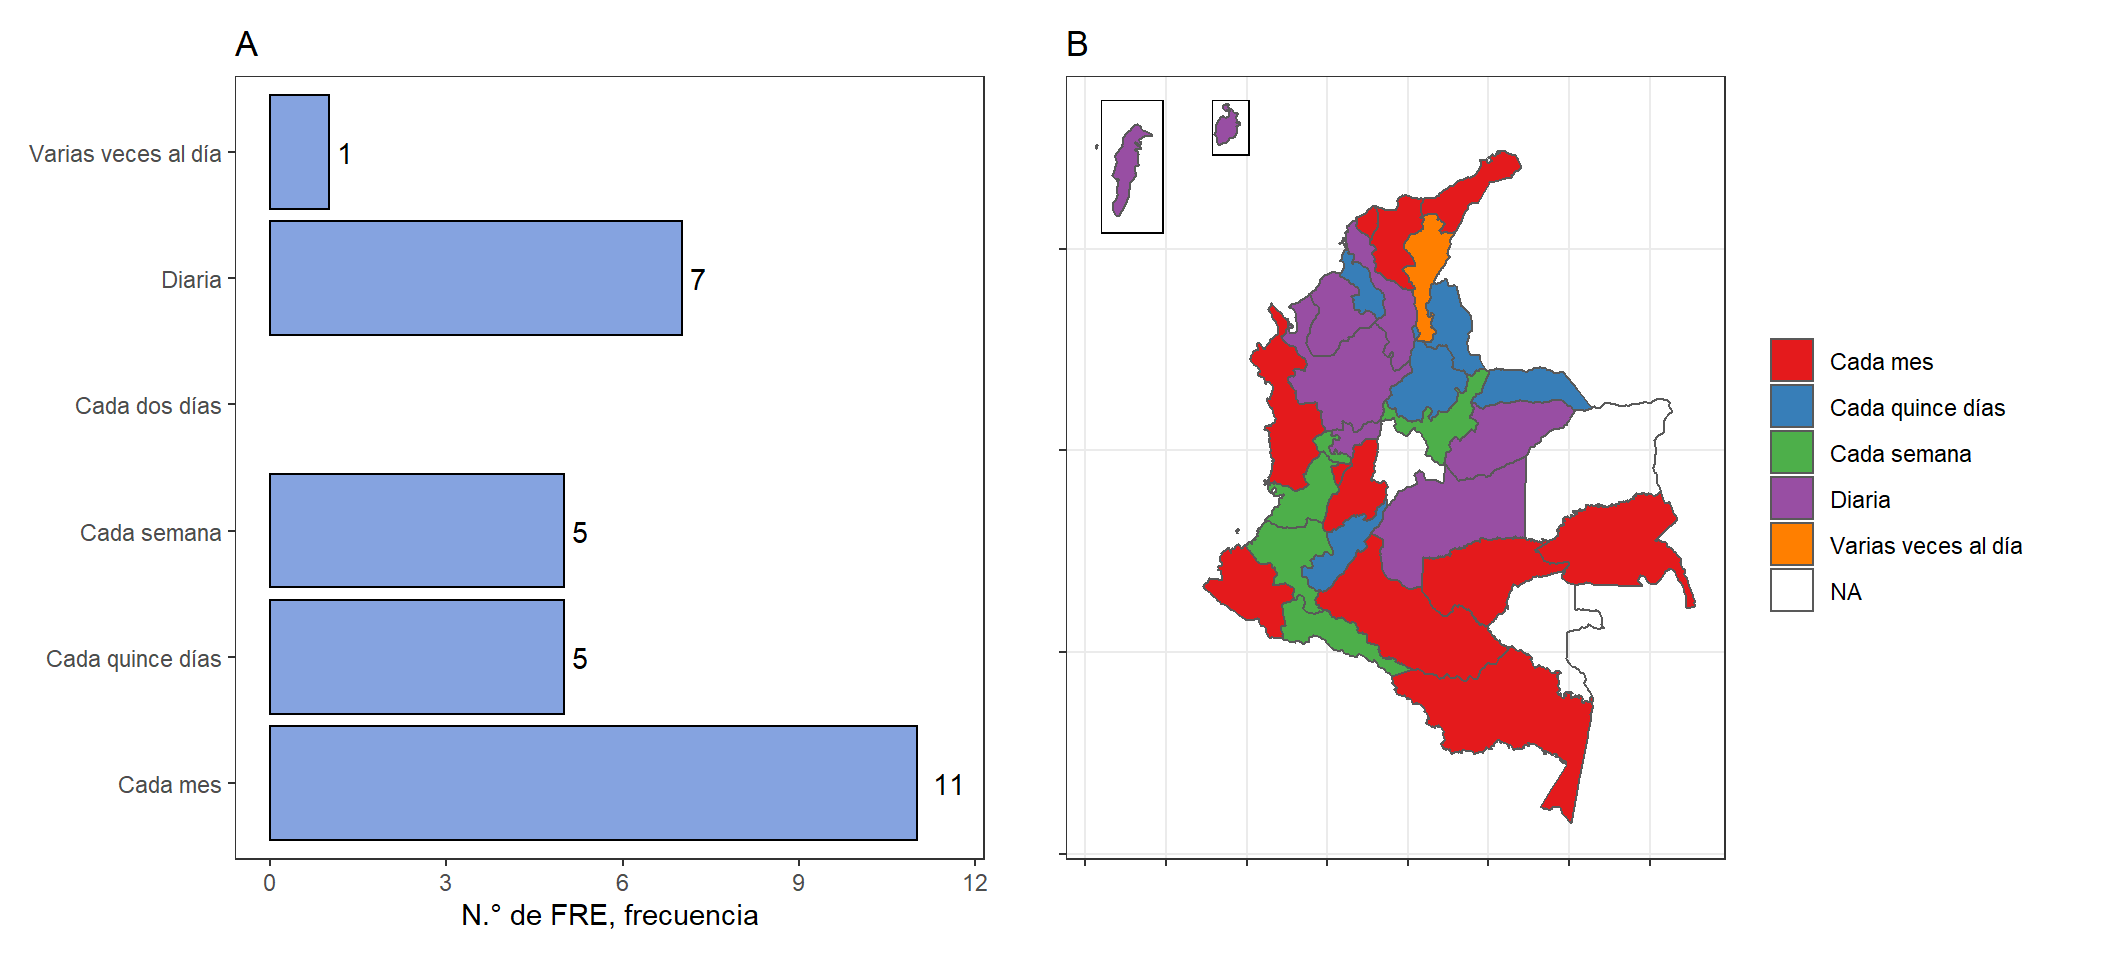 A
Varias veces al día
1
Diaria
7
Cada dos días
Cada semana
5
Cada quince días
5
Cada mes
11
0 3 6 9 12
N.° de FRE, frecuencia
B
Cada mes
Cada quince días
Cada semana
Diaria
Varias veces al día
NA